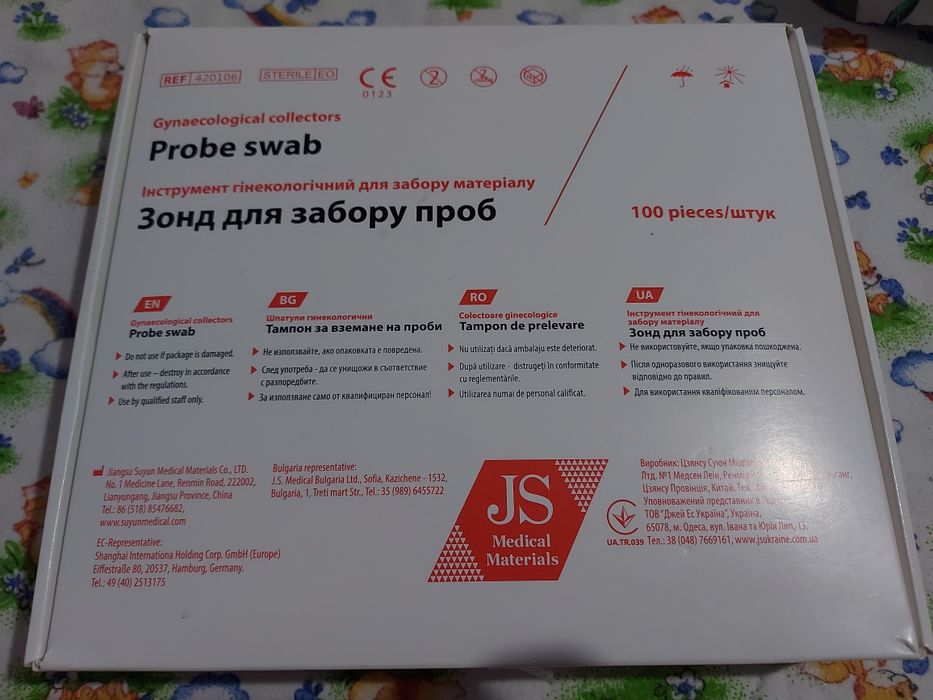 REF 420106
STERILE EO
CE
0123
Gynaecological collectors
Probe swab
Інструмент гінекологічний для забору матеріалу
Зонд для забору проб
100 pieces/штук
EN
Gynaecological collectors
Probe swab
Do not use if package is damaged.
After use – destroy in accordance
with the regulations.
Use by qualified staff only.
BG
Шпатули гинекологични
Тампон за вземане на проби
Не използвайте, ако опаковката е повредена.
След употреба - да се унищожи в съответствие
с разпоредбите.
За използване само от квалифициран персонал!
RO
Colectoare ginecologice
Tampon de prelevare
Nu utilizați dacă ambalaju este deteriorat.
După utilizare - distrugeți în conformitate
cu reglementările.
Utilizarea numai de personal calificat.
UA
Інструмент гінекологічний для
забору матеріалу
Зонд для забору проб
Не використовуйте, якщо упаковка пошкоджена.
Після одноразового використання знищуйте
відповідно до правил.
Для використання кваліфікованим персоналом.
Jiangsu Suyun Medical Materials Co., LTD.
No. 1 Medicine Lane, Renmin Road, 222002,
Lianyungang, Jiangsu Province, China
Tel.: 86 (518) 85476682,
www.suyunmedical.com
EC-Representative:
Shanghai Internationa Holding Corp. GmbH (Europe)
Eiffestraße 80, 20537, Hamburg, Germany.
Tel.: 49 (40) 2513175
Bulgaria representative:
J.S. Medical Bulgaria Ltd., Sofia, Kazichene - 1532,
Bulgaria, 1, Treti mart Str., Tel.: 35 (989) 6455722
JS
Medical
Materials
UA.TR.039
Виробник: Цзянсу Суюн
Лтд. №1 Медсен Лейн,
Цзянсу Провінція, Китай. Тел.
Уповноважений представник в
ТОВ "Джей Ес Україна", Україна,
65078, м. Одеса, вул. Івана та Юрія Лип, 13.
Тел.: 38 (048) 7669161, www.jsukraine.com.ua